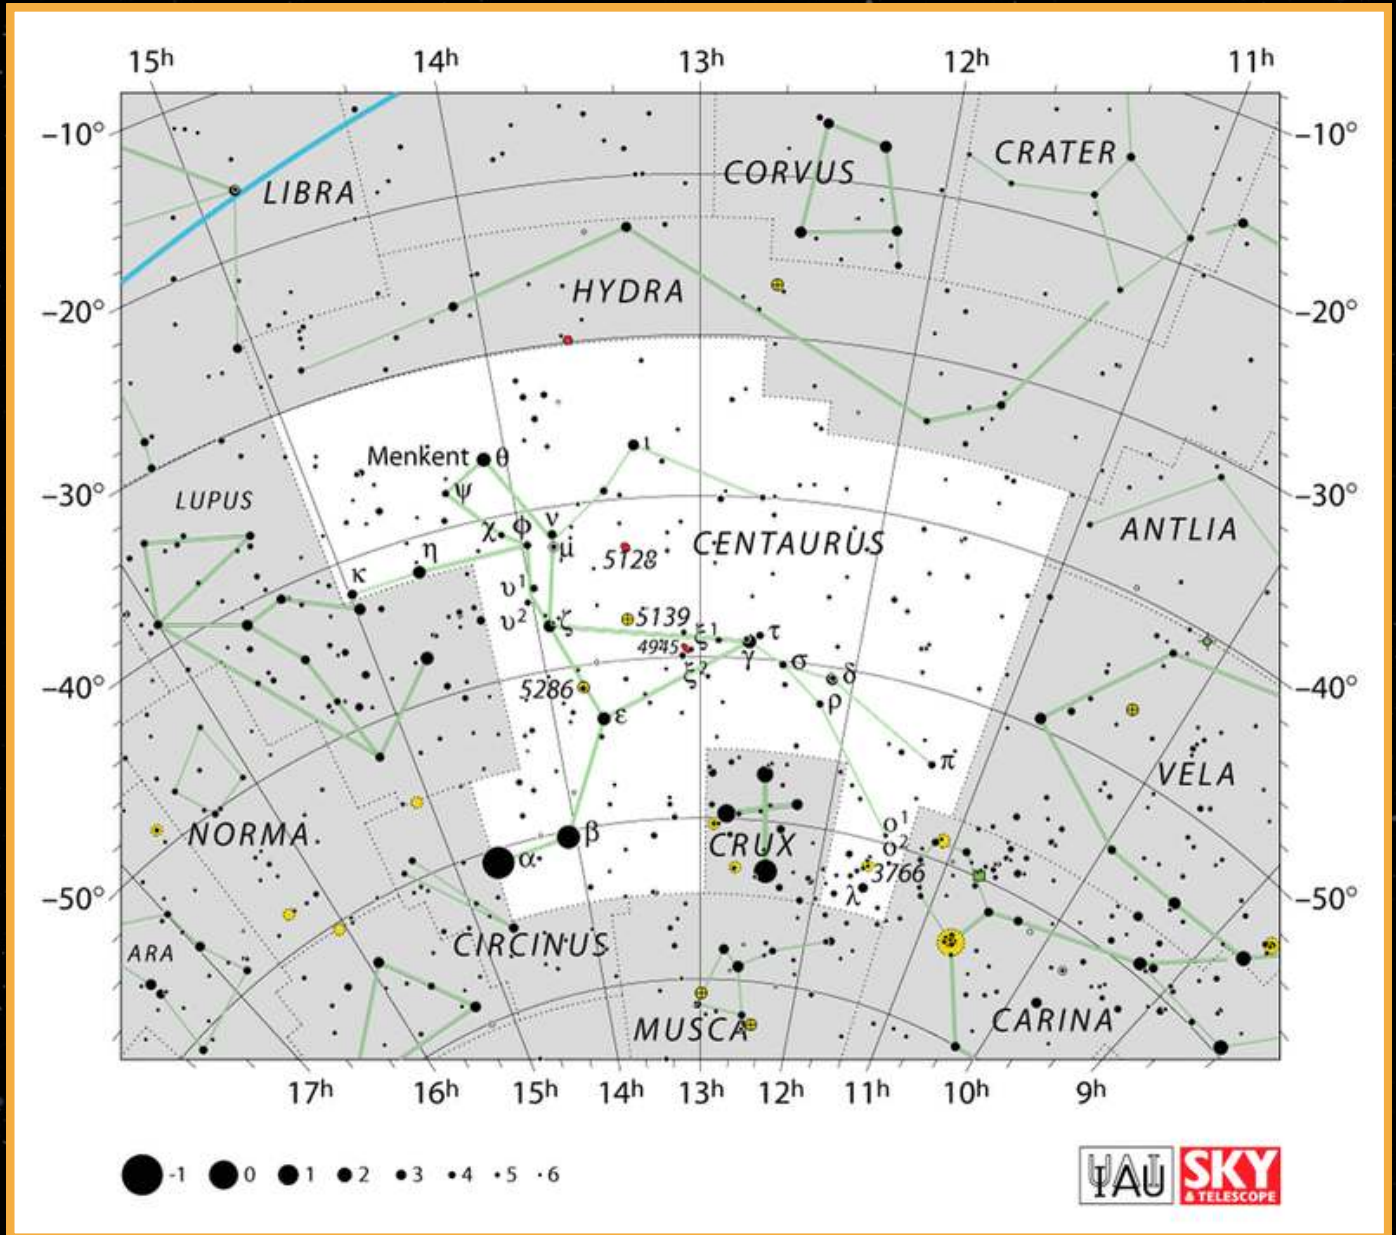 15h 14h 13h 12h 11h
−10° −10°
CORVUS CRATER
LIBRA
HYDRA
−20° −20°
Menkent θ ι
ψ
−30° −30°
LUPUS
χ φ ν
μ
η
CENTAURUS
ANTLIA
5128
κ
υ1
υ2 ζ
5139
4945 ξ1 τ
γ
ξ2
σ δ
ρ
−40° −40°
5286
ε
π
VELA
NORMA
β
α
CRUX
ο1
ο2
3766
λ
−50° −50°
CIRCINUS
ARA
MUSCA
CARINA
17h 16h 15h 14h 13h 12h 11h 10h 9h
-1 0 1 2 3 4 5 6
IAU SKY
& TELESCOPE